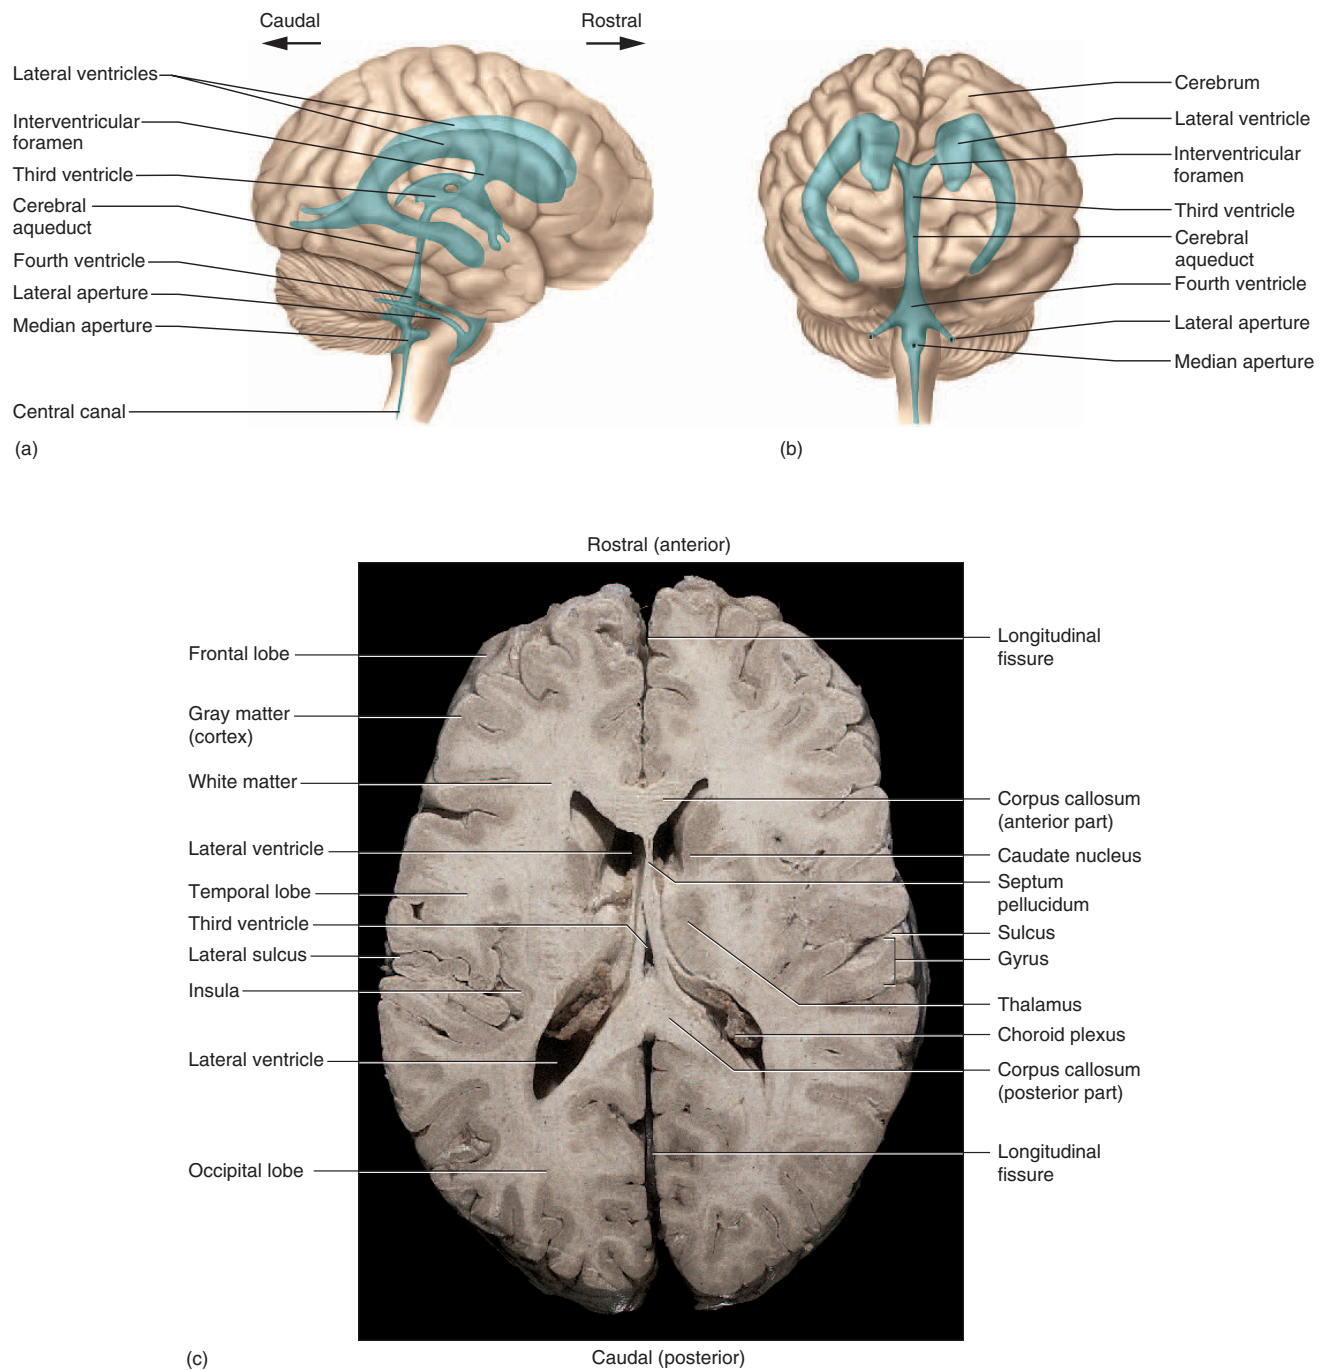 Caudal
Rostral
Lateral ventricles
Interventricular
foramen
Third ventricle
Cerebral
aqueduct
Fourth ventricle
Lateral aperture
Median aperture
Central canal
(a)
Cerebrum
Lateral ventricle
Interventricular
foramen
Third ventricle
Cerebral
aqueduct
Fourth ventricle
Lateral aperture
Median aperture
(b)
Rostral (anterior)
Frontal lobe
Gray matter
(cortex)
White matter
Lateral ventricle
Temporal lobe
Third ventricle
Lateral sulcus
Insula
Lateral ventricle
Occipital lobe
Longitudinal
fissure
Corpus callosum
(anterior part)
Caudate nucleus
Septum
pellucidum
Sulcus
Gyrus
Thalamus
Choroid plexus
Corpus callosum
(posterior part)
Longitudinal
fissure
(c)
Caudal (posterior)